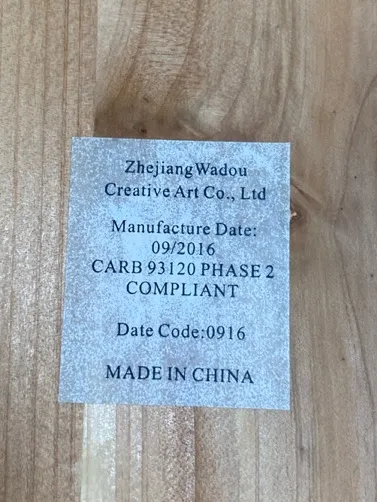 ZhejiangWadou
Creative Art Co., Ltd
Manufacture Date:
09/2016
CARB 93120 PHASE 2
COMPLIANT
Date Code:0916
MADE IN CHINA